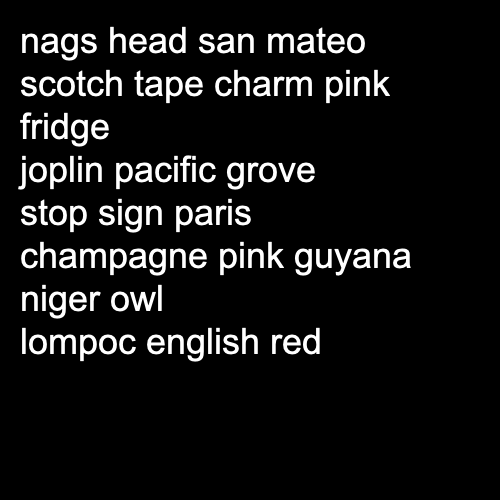 nags head san mateo
scotch tape charm pink
fridge
joplin pacific grove
stop sign paris
champagne pink guyana
niger owl
lompoc english red